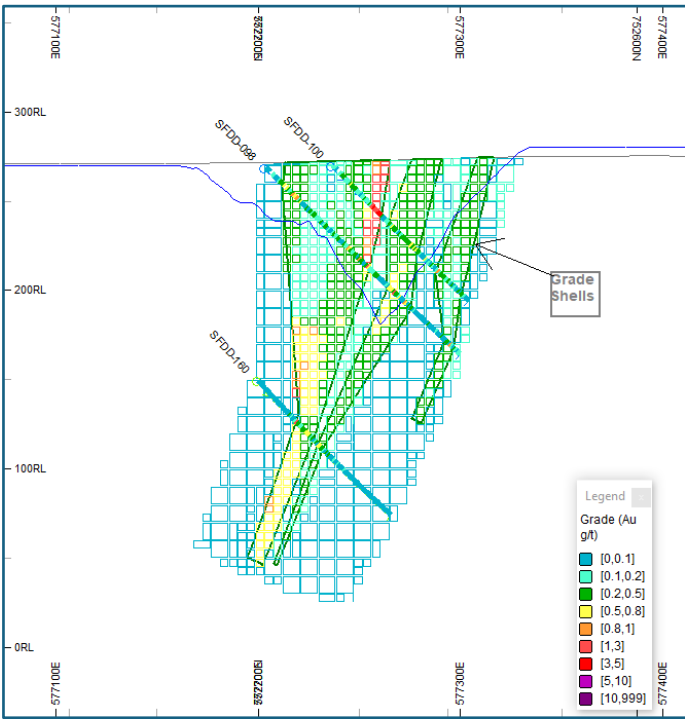 577100E
577300E
752600N
577400E
300RL
SFDD-098
SFDD-100
200RL
Grade
Shells
SFDD-160
100RL
Legend
Grade (Au
g/t)
[0,0.1]
[0.1,0.2]
[0.2,0.5]
[0.5,0.8]
[0.8,1]
[1,3]
[3,5]
[5,10]
[10,999]
0RL
577100E
577300E
577400E